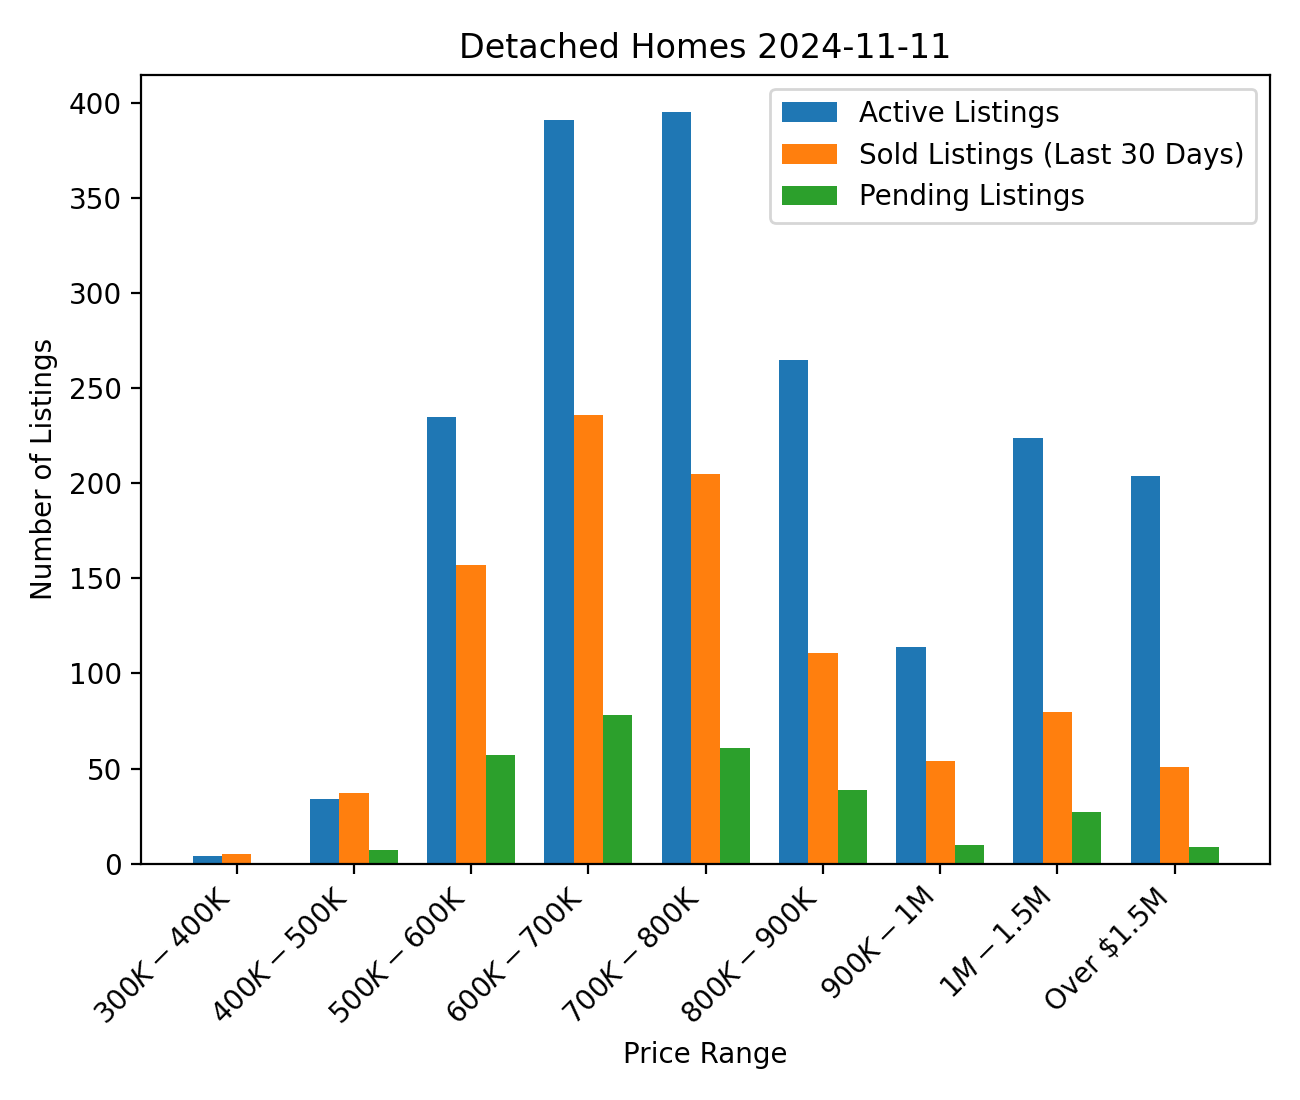 Detached Homes 2024-11-11
Active Listings
Sold Listings (Last 30 Days)
Pending Listings
Number of Listings
400
350
300
250
200
150
100
50
0
300K − 400K
400K − 500K
500K − 600K
600K − 700K
700K − 800K
800K − 900K
900K − 1M
1M − 1.5M
Over $1.5M
Price Range